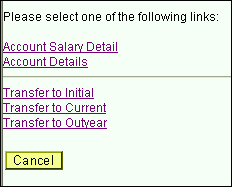 Please select one of the following links:
Account Salary Detail
Account Details
Transfer to Initial
Transfer to Current
Transfer to Outyear
Cancel